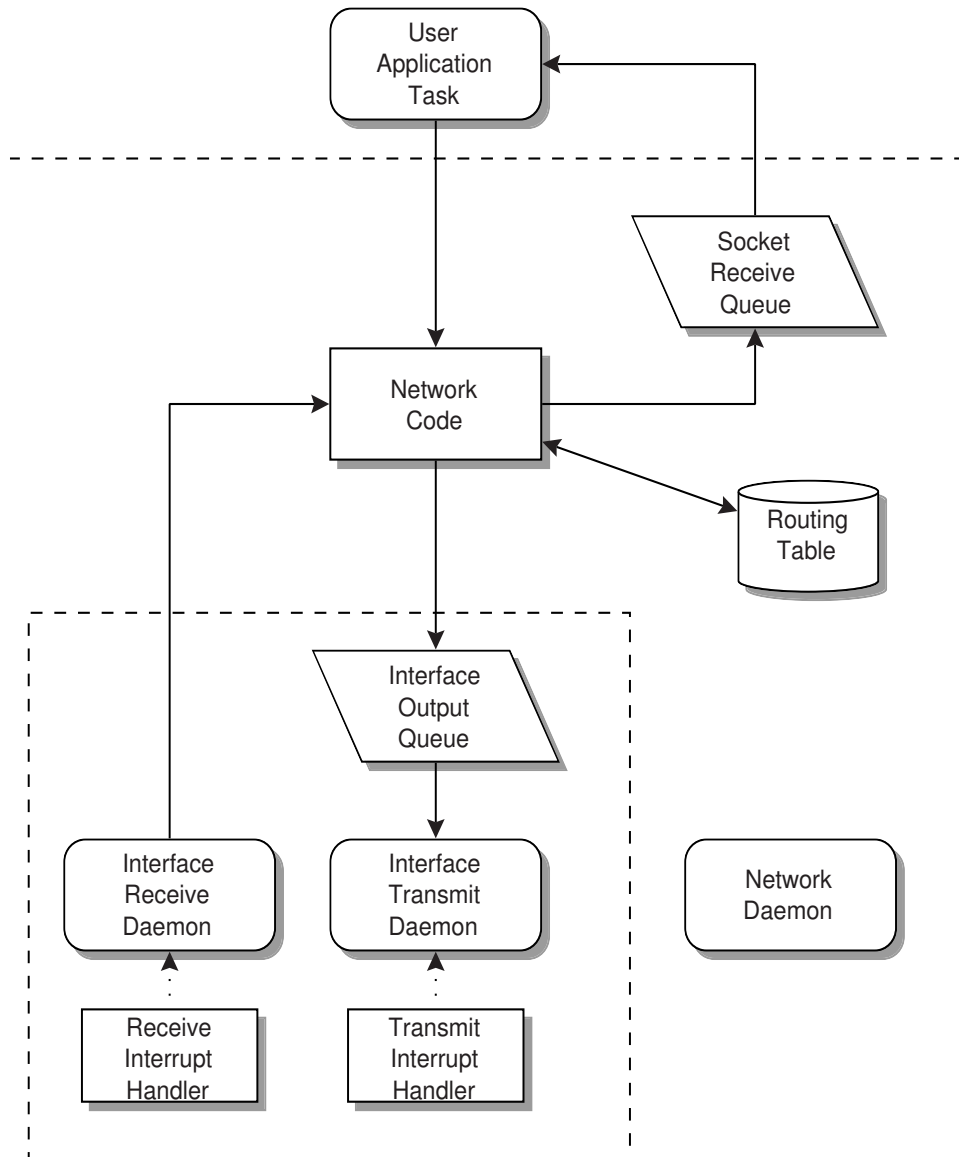 User
Application
Task
Socket
Receive
Queue
Network
Code
Routing
Table
Interface
Output
Queue
Interface
Receive
Daemon
Interface
Transmit
Daemon
Network
Daemon
Receive
Interrupt
Handler
Transmit
Interrupt
Handler